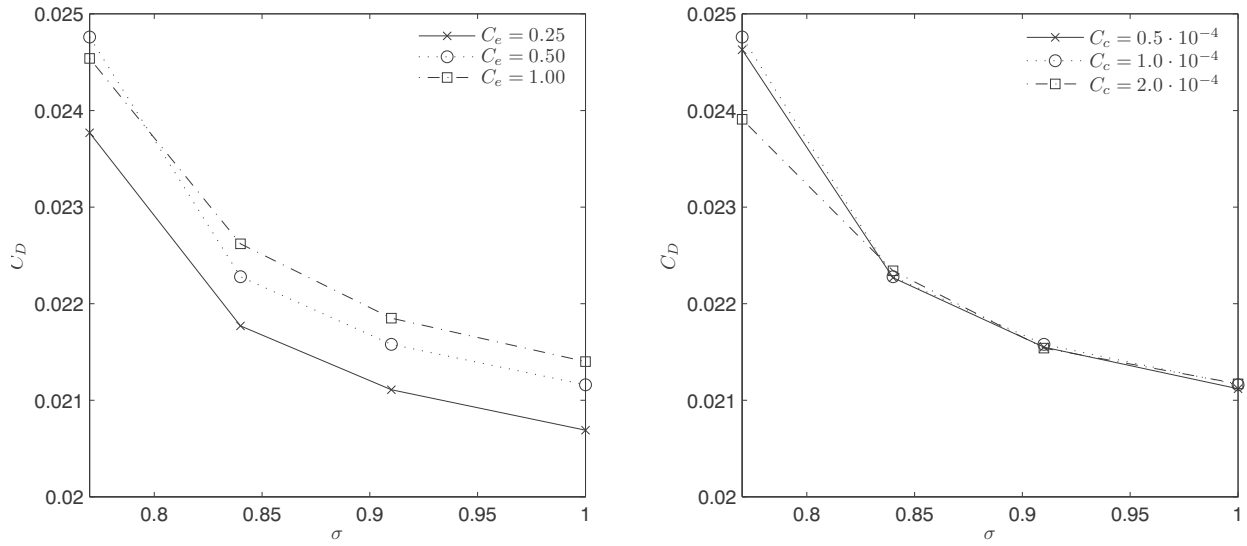 0.025
0.024
0.023
0.022
0.021
0.02
C_D
0.8 0.85 0.9 0.95 1
σ
C_e = 0.25
C_e = 0.50
C_e = 1.00
0.025
0.024
0.023
0.022
0.021
0.02
C_D
0.8 0.85 0.9 0.95 1
σ
C_c = 0.5 · 10⁻⁴
C_c = 1.0 · 10⁻⁴
C_c = 2.0 · 10⁻⁴